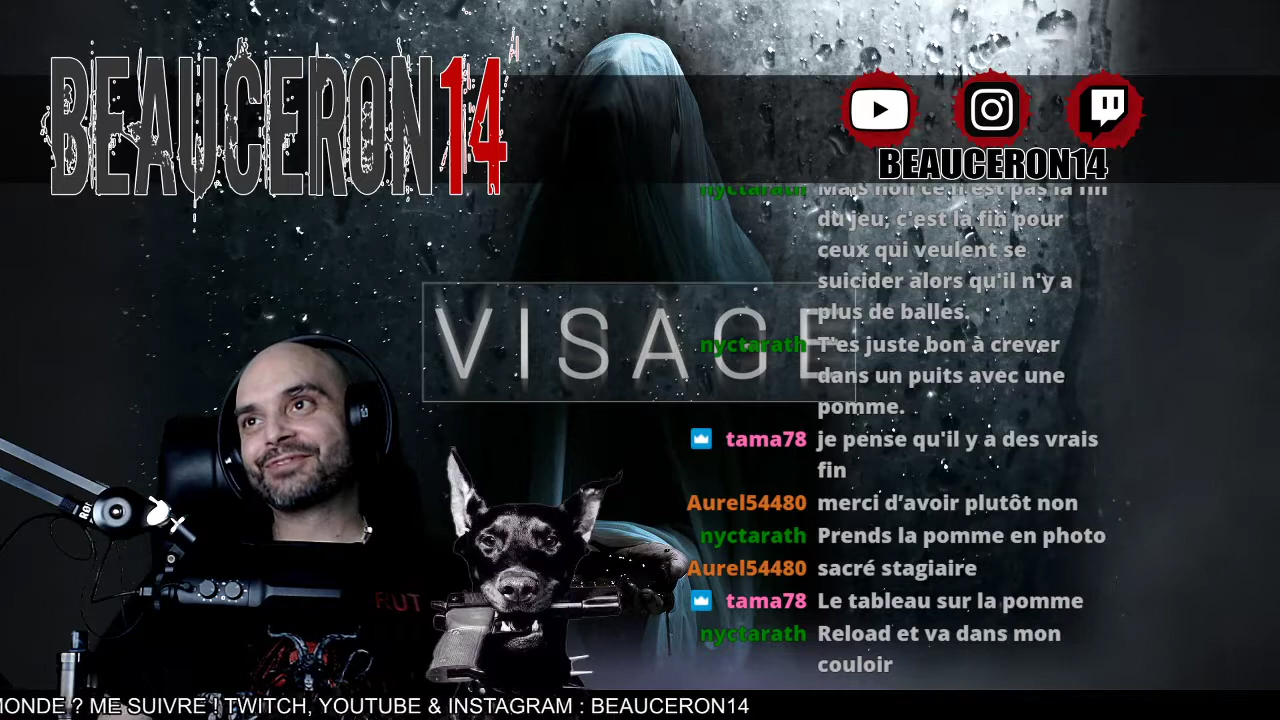 BEAUCERON14
BEAUCERON14
nyctarath Mais non ce n'est pas la fin
du jeu, c'est la fin pour
ceux qui veulent se
suicider alors qu'il n'y a
plus de balles.
VISAGE
nyctarath T'es juste bon à crever
dans un puits avec une
pomme.
tama78 je pense qu'il y a des vrais
fin
Aurel54480 merci d’avoir plutôt non
nyctarath Prends la pomme en photo
Aurel54480 sacré stagiaire
tama78 Le tableau sur la pomme
nyctarath Reload et va dans mon
couloir
MONDE ? ME SUIVRE ! TWITCH, YOUTUBE & INSTAGRAM : BEAUCERON14